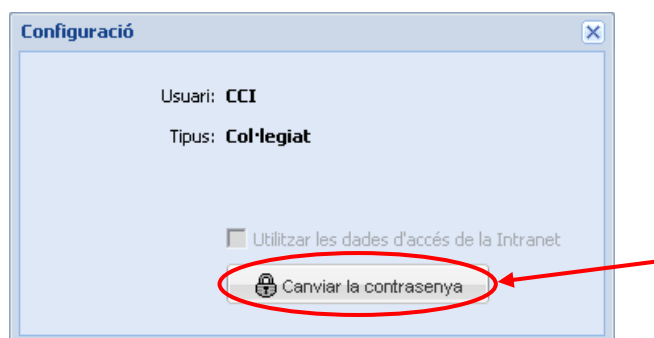 Configuració
Usuari: CCI
Tipus: Col·legiat
Utilitzar les dades d'accés de la Intranet
Canviar la contrasenya